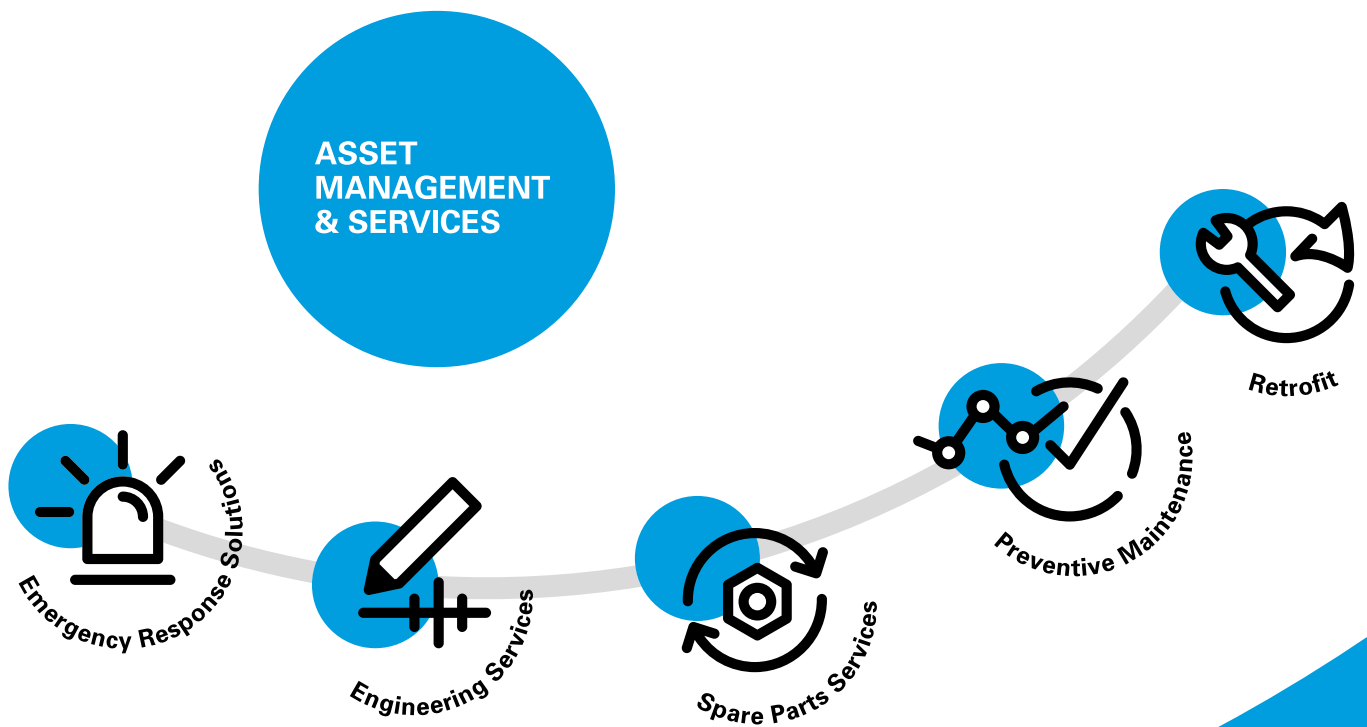 ASSET
MANAGEMENT
& SERVICES
Emergency Response Solutions
Engineering Services
Spare Parts Services
Preventive Maintenance
Retrofit